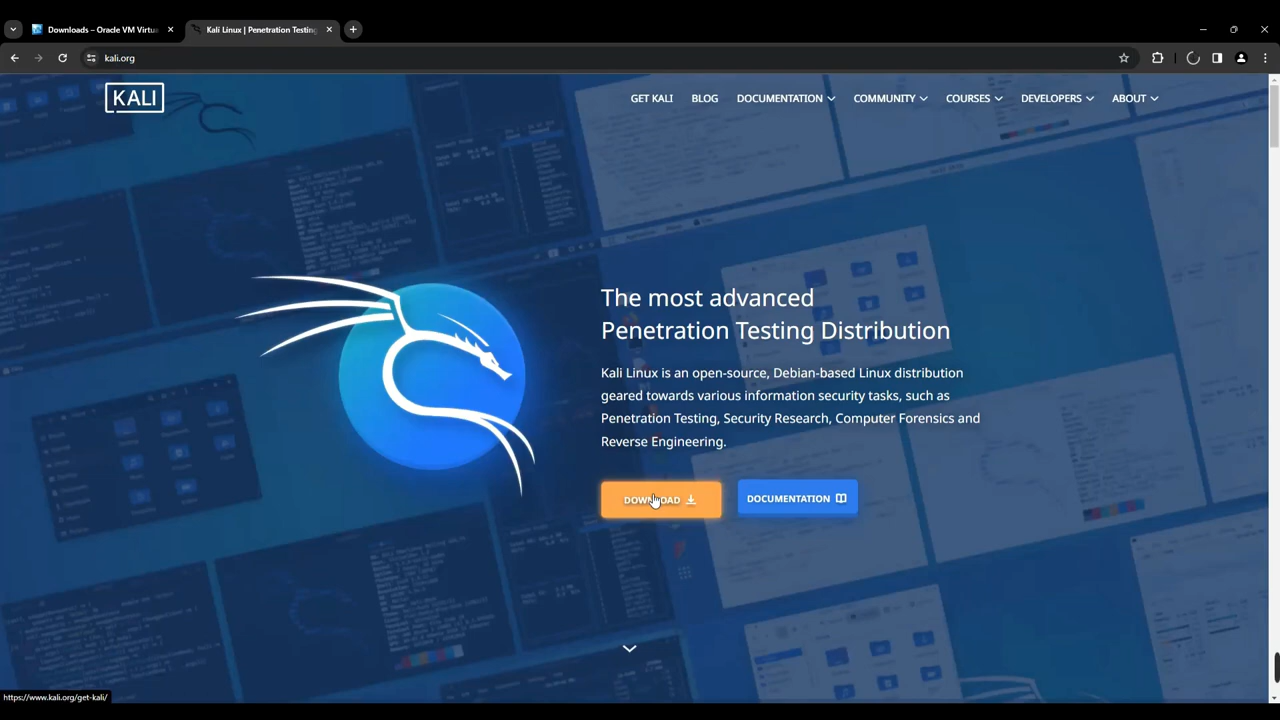 Downloads – Oracle VM Virtu
Kali Linux | Penetration Testing
kali.org
KALI
GET KALI
BLOG
DOCUMENTATION
COMMUNITY
COURSES
DEVELOPERS
ABOUT
The most advanced
Penetration Testing Distribution
Kali Linux is an open-source, Debian-based Linux distribution
geared towards various information security tasks, such as
Penetration Testing, Security Research, Computer Forensics and
Reverse Engineering.
DOWNLOAD
DOCUMENTATION
https://www.kali.org/get-kali/